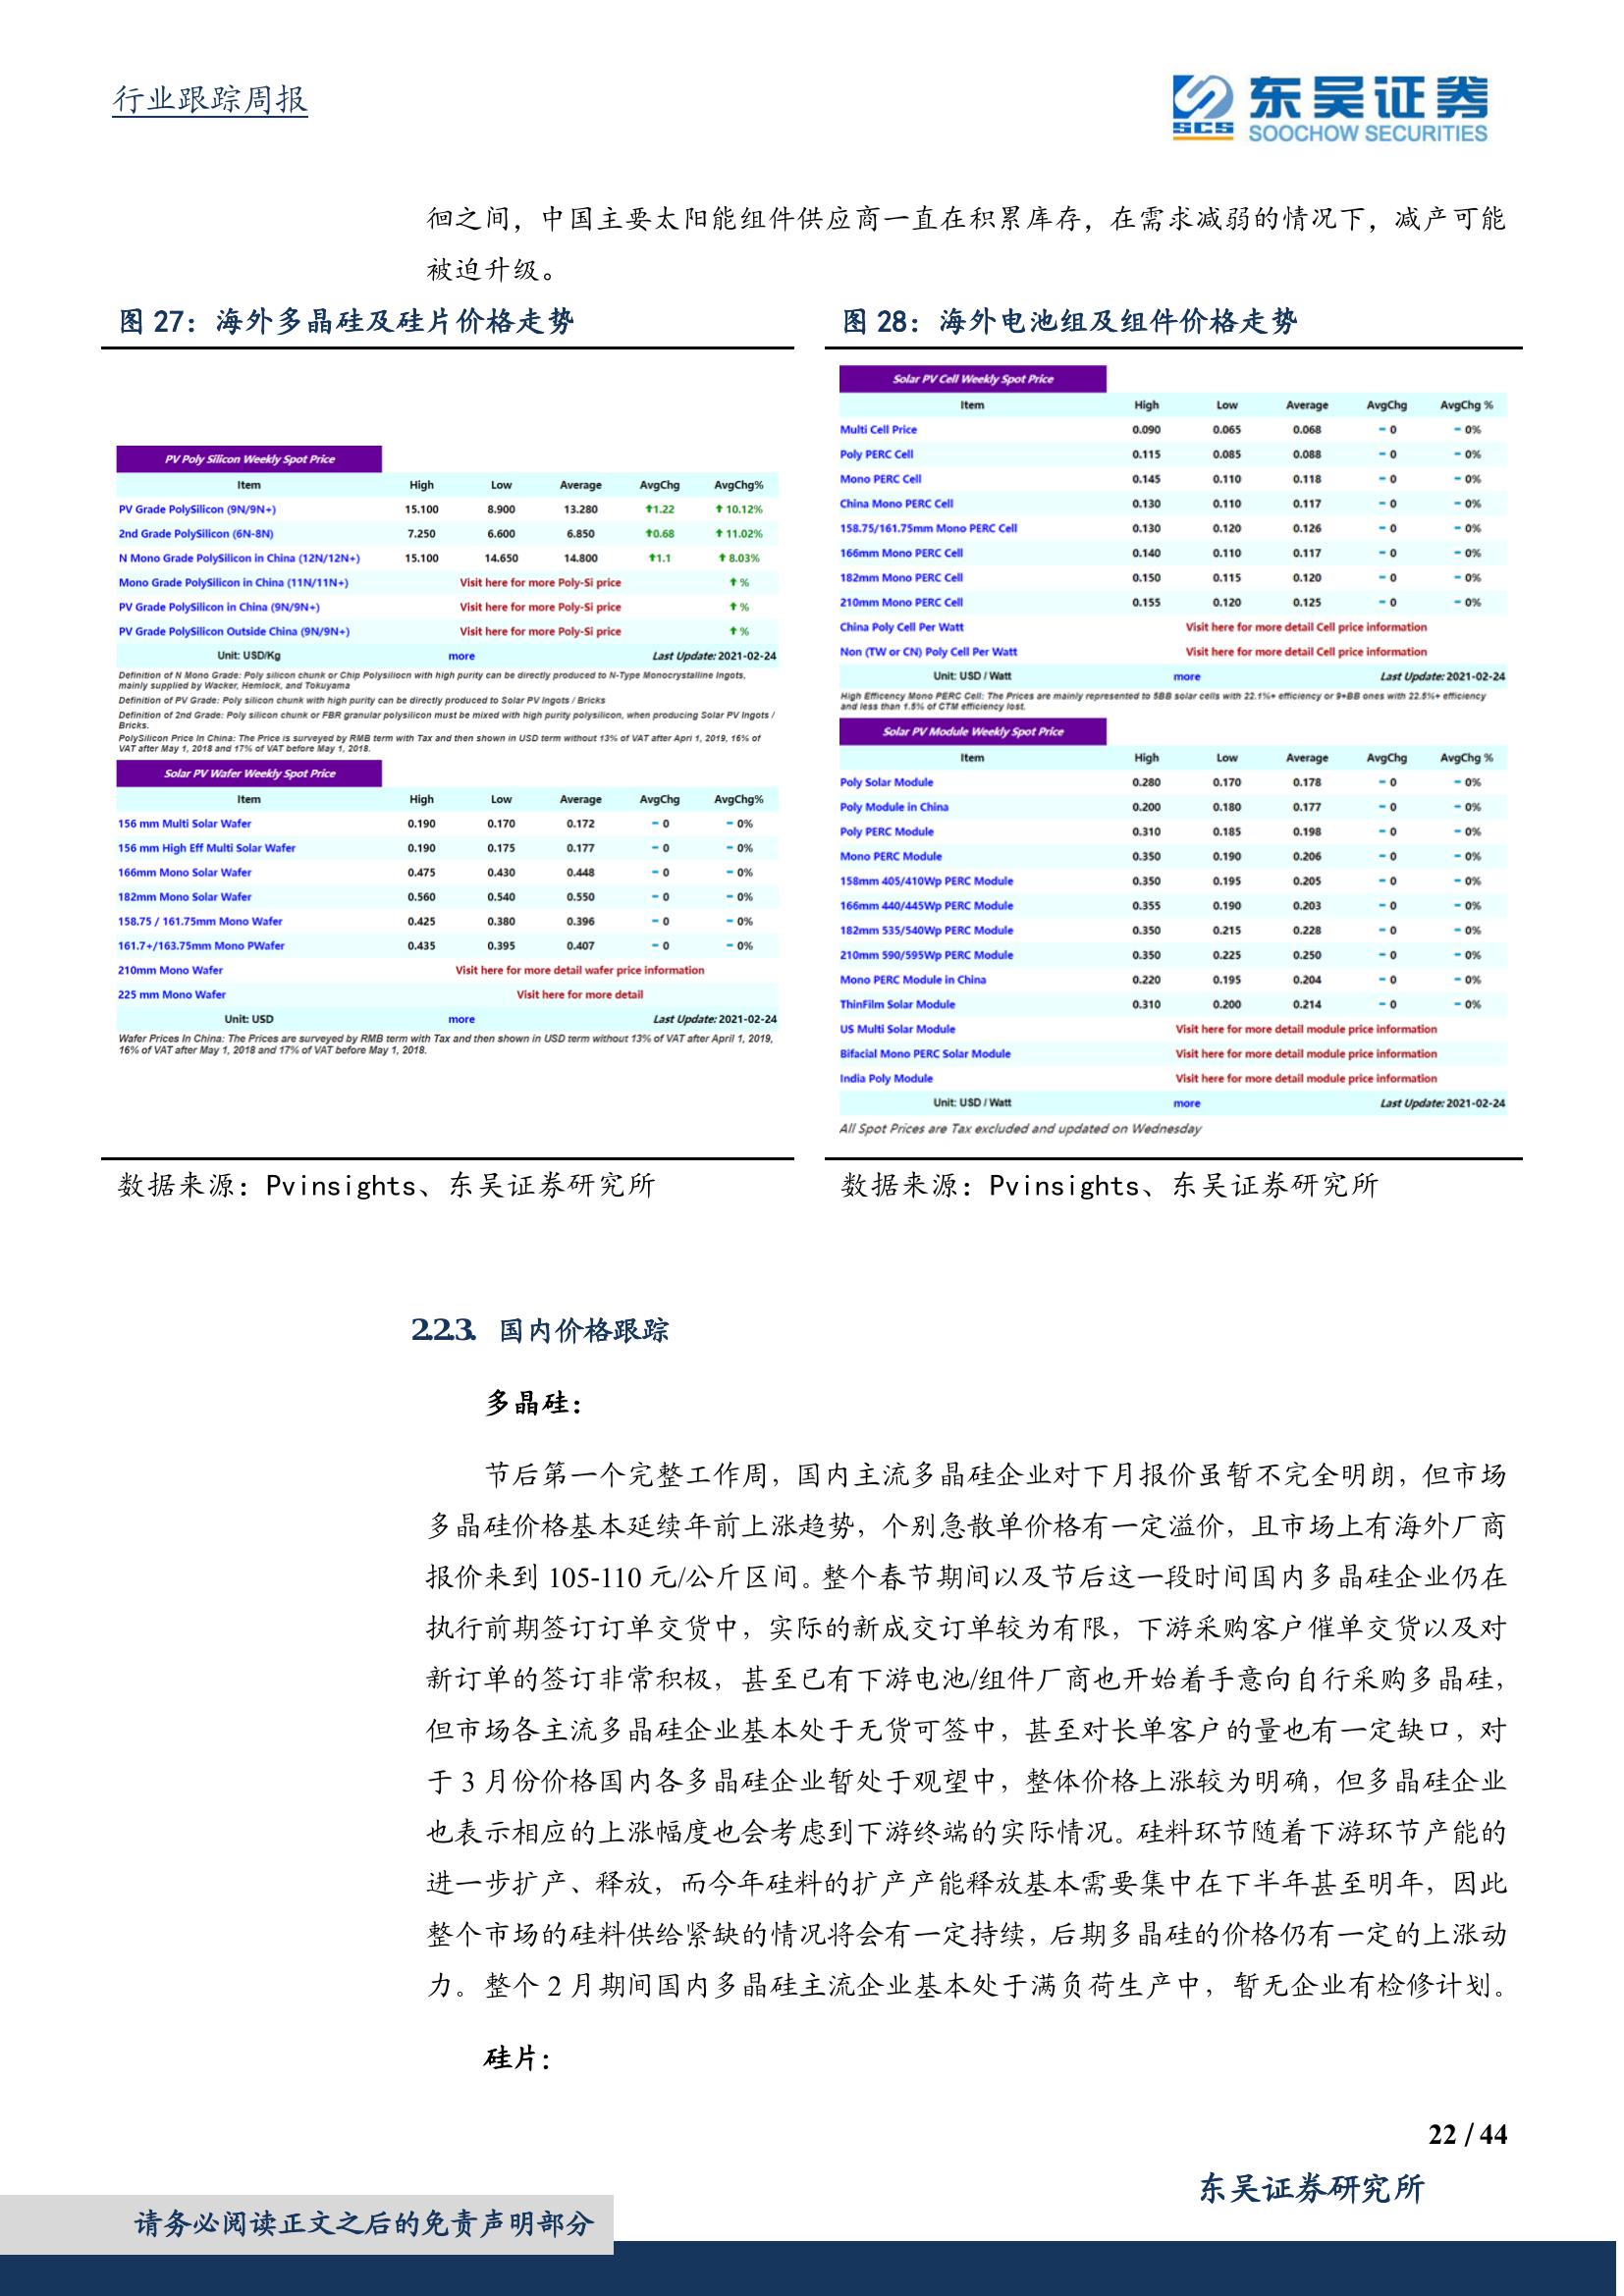 行业跟踪周报
东吴证券
SCS
SOOCHOW SECURITIES
徊之间，中国主要太阳能组件供应商一直在积累库存，在需求减弱的情况下，减产可能
被迫升级。
图 27：海外多晶硅及硅片价格走势
PV Poly Silicon Weekly Spot Price
Item High Low Average AvgChg AvgChg%
PV Grade PolySilicon (9N/9N+) 15.100 8.900 13.280 ⬆1.22 ⬆ 10.12%
2nd Grade PolySilicon (6N-8N) 7.250 6.600 6.850 ⬆0.68 ⬆ 11.02%
N Mono Grade PolySilicon in China (12N/12N+) 15.100 14.650 14.800 ⬆1.1 ⬆ 8.03%
Mono Grade PolySilicon in China (11N/11N+) Visit here for more Poly-Si price ⬆ %
PV Grade PolySilicon in China (9N/9N+) Visit here for more Poly-Si price ⬆ %
PV Grade PolySilicon Outside China (9N/9N+) Visit here for more Poly-Si price ⬆ %
Unit: USD/Kg more Last Update: 2021-02-24
Definition of N Mono Grade: Poly silicon chunk or Chip Polysiliocn with high purity can be directly produced to N-Type Monocrystalline Ingots,
mainly supplied by Wacker, Hemlock, and Tokuyama
Definition of PV Grade: Poly silicon chunk with high purity can be directly produced to Solar PV Ingots / Bricks
Definition of 2nd Grade: Poly silicon chunk or FBR granular polysilicon must be mixed with high purity polysilicon, when producing Solar PV Ingots /
Bricks.
PolySilicon Price In China: The Price is surveyed by RMB term with Tax and then shown in USD term without 13% of VAT after Apri 1, 2019, 16% of
VAT after May 1, 2018 and 17% of VAT before May 1, 2018.
Solar PV Wafer Weekly Spot Price
Item High Low Average AvgChg AvgChg%
156 mm Multi Solar Wafer 0.190 0.170 0.172 − 0 − 0%
156 mm High Eff Multi Solar Wafer 0.190 0.175 0.177 − 0 − 0%
166mm Mono Solar Wafer 0.475 0.430 0.448 − 0 − 0%
182mm Mono Solar Wafer 0.560 0.540 0.550 − 0 − 0%
158.75 / 161.75mm Mono Wafer 0.425 0.380 0.396 − 0 − 0%
161.7+/163.75mm Mono PWafer 0.435 0.395 0.407 − 0 − 0%
210mm Mono Wafer Visit here for more detail wafer price information
225 mm Mono Wafer Visit here for more detail
Unit: USD more Last Update: 2021-02-24
Wafer Prices In China: The Prices are surveyed by RMB term with Tax and then shown in USD term without 13% of VAT after April 1, 2019,
16% of VAT after May 1, 2018 and 17% of VAT before May 1, 2018.
数据来源：Pvinsights、东吴证券研究所
图 28：海外电池组及组件价格走势
Solar PV Cell Weekly Spot Price
Item High Low Average AvgChg AvgChg %
Multi Cell Price 0.090 0.065 0.068 − 0 − 0%
Poly PERC Cell 0.115 0.085 0.088 − 0 − 0%
Mono PERC Cell 0.145 0.110 0.118 − 0 − 0%
China Mono PERC Cell 0.130 0.110 0.117 − 0 − 0%
158.75/161.75mm Mono PERC Cell 0.130 0.120 0.126 − 0 − 0%
166mm Mono PERC Cell 0.140 0.110 0.117 − 0 − 0%
182mm Mono PERC Cell 0.150 0.115 0.120 − 0 − 0%
210mm Mono PERC Cell 0.155 0.120 0.125 − 0 − 0%
China Poly Cell Per Watt Visit here for more detail Cell price information
Non (TW or CN) Poly Cell Per Watt Visit here for more detail Cell price information
Unit: USD / Watt more Last Update: 2021-02-24
High Efficency Mono PERC Cell: The Prices are mainly represented to 5BB solar cells with 22.1%+ efficiency or 9+BB ones with 22.5%+ efficiency
and less than 1.5% of CTM efficiency lost.
Solar PV Module Weekly Spot Price
Item High Low Average AvgChg AvgChg %
Poly Solar Module 0.280 0.170 0.178 − 0 − 0%
Poly Module in China 0.200 0.180 0.177 − 0 − 0%
Poly PERC Module 0.310 0.185 0.198 − 0 − 0%
Mono PERC Module 0.350 0.190 0.206 − 0 − 0%
158mm 405/410Wp PERC Module 0.350 0.195 0.205 − 0 − 0%
166mm 440/445Wp PERC Module 0.355 0.190 0.203 − 0 − 0%
182mm 535/540Wp PERC Module 0.350 0.215 0.228 − 0 − 0%
210mm 590/595Wp PERC Module 0.350 0.225 0.250 − 0 − 0%
Mono PERC Module in China 0.220 0.195 0.204 − 0 − 0%
ThinFilm Solar Module 0.310 0.200 0.214 − 0 − 0%
US Multi Solar Module Visit here for more detail module price information
Bifacial Mono PERC Solar Module Visit here for more detail module price information
India Poly Module Visit here for more detail module price information
Unit: USD / Watt more Last Update: 2021-02-24
All Spot Prices are Tax excluded and updated on Wednesday
数据来源：Pvinsights、东吴证券研究所
2.2.3. 国内价格跟踪
多晶硅：
节后第一个完整工作周，国内主流多晶硅企业对下月报价虽暂不完全明朗，但市场
多晶硅价格基本延续年前上涨趋势，个别急散单价格有一定溢价，且市场上有海外厂商
报价来到 105-110 元/公斤区间。整个春节期间以及节后这一段时间国内多晶硅企业仍在
执行前期签订订单交货中，实际的新成交订单较为有限，下游采购客户催单交货以及对
新订单的签订非常积极，甚至已有下游电池/组件厂商也开始着手意向自行采购多晶硅，
但市场各主流多晶硅企业基本处于无货可签中，甚至对长单客户的量也有一定缺口，对
于 3 月份价格国内各多晶硅企业暂处于观望中，整体价格上涨较为明确，但多晶硅企业
也表示相应的上涨幅度也会考虑到下游终端的实际情况。硅料环节随着下游环节产能的
进一步扩产、释放，而今年硅料的扩产产能释放基本需要集中在下半年甚至明年，因此
整个市场的硅料供给紧缺的情况将会有一定持续，后期多晶硅的价格仍有一定的上涨动
力。整个 2 月期间国内多晶硅主流企业基本处于满负荷生产中，暂无企业有检修计划。
硅片：
22 / 44
东吴证券研究所
请务必阅读正文之后的免责声明部分